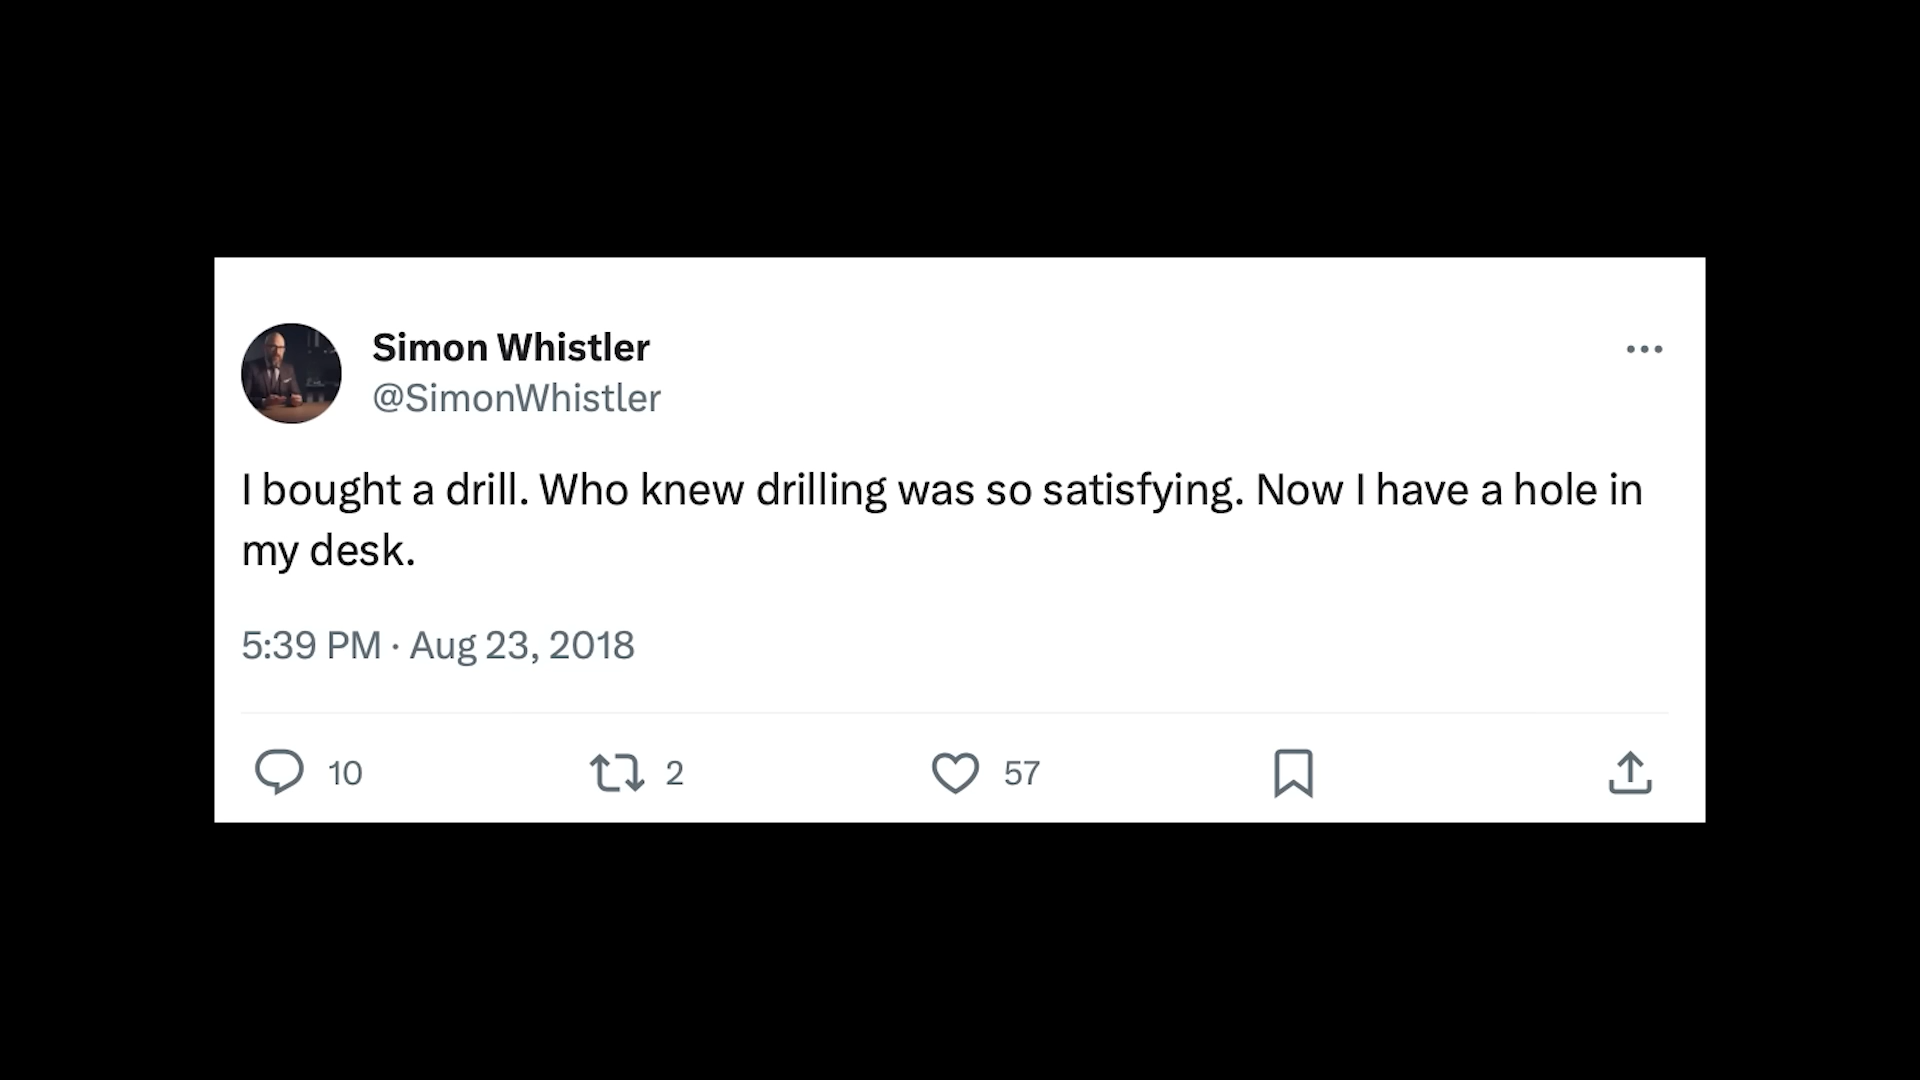 Simon Whistler
@SimonWhistler
I bought a drill. Who knew drilling was so satisfying. Now I have a hole in
my desk.
5:39 PM · Aug 23, 2018
10 2 57